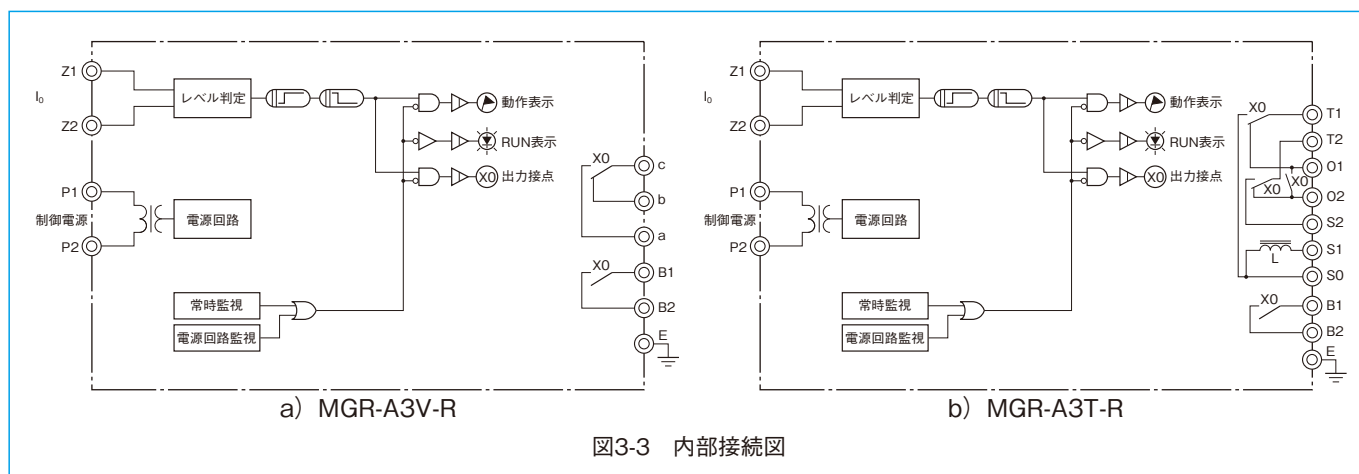 Z1
I₀
Z2
レベル判定
動作表示
RUN表示
X0 出力接点
P1
制御電源
P2
電源回路
常時監視
電源回路監視
X0
c
b
a
X0
B1
B2
E
a) MGR-A3V-R
Z1
I₀
Z2
レベル判定
動作表示
RUN表示
X0 出力接点
P1
制御電源
P2
電源回路
常時監視
電源回路監視
X0
T1
T2
O1
X0
X0
O2
S2
S1
L
S0
X0
B1
B2
E
b) MGR-A3T-R
図3-3 内部接続図